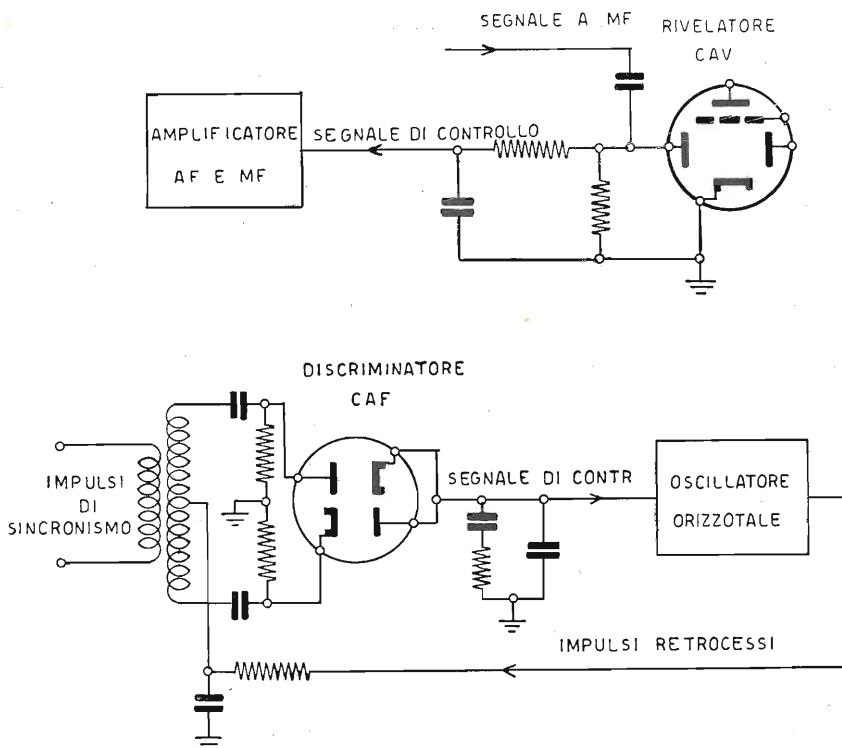 SEGNALE A MF
RIVELATORE
CAV
AMPLIFICATORE
AF E MF
SEGNALE DI CONTROLLO
DISCRIMINATORE
CAF
IMPULSI
DI
SINCRONISMO
SEGNALE DI CONTR
OSCILLATORE
ORIZZOTALE
IMPULSI RETROCESSI